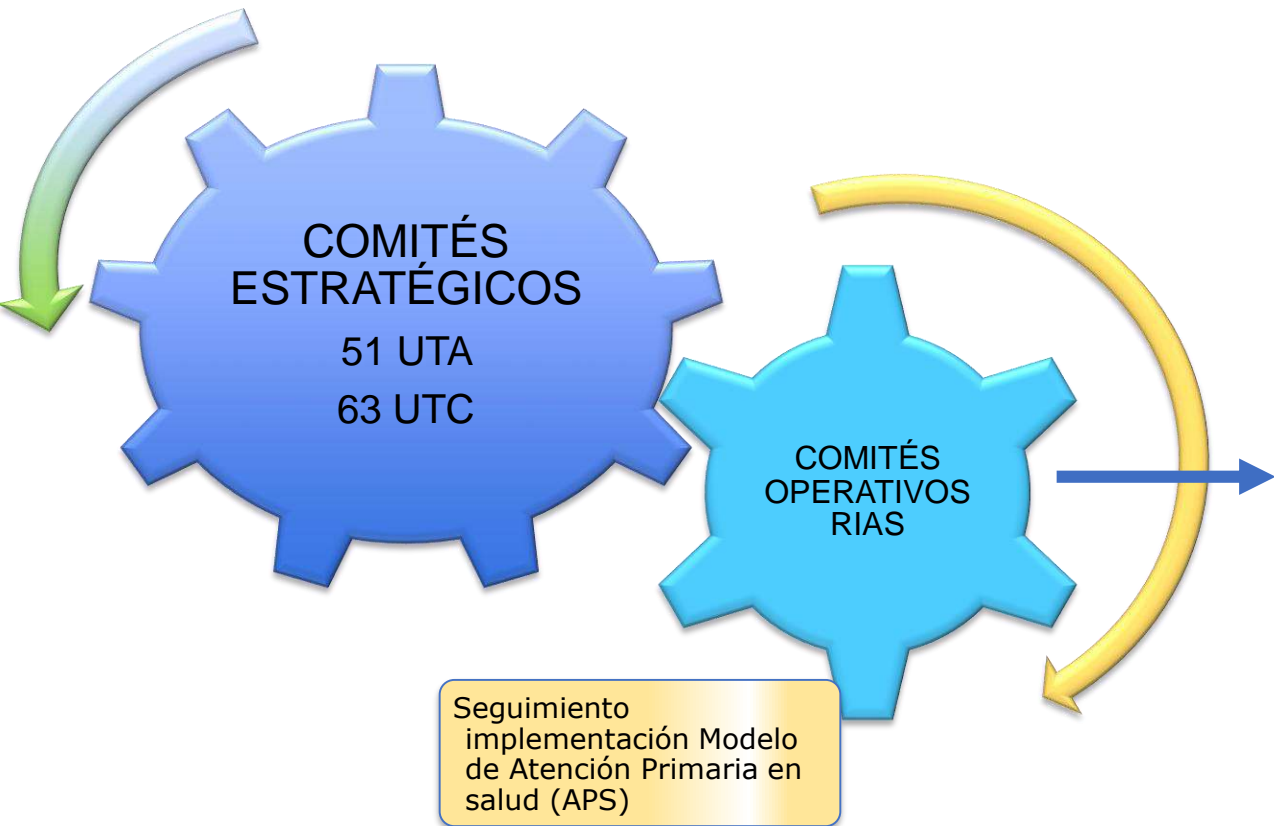 COMITÉS
ESTRATÉGICOS
51 UTA
63 UTC
COMITÉS
OPERATIVOS
RIAS
Seguimiento
implementación Modelo
de Atención Primaria en
salud (APS)